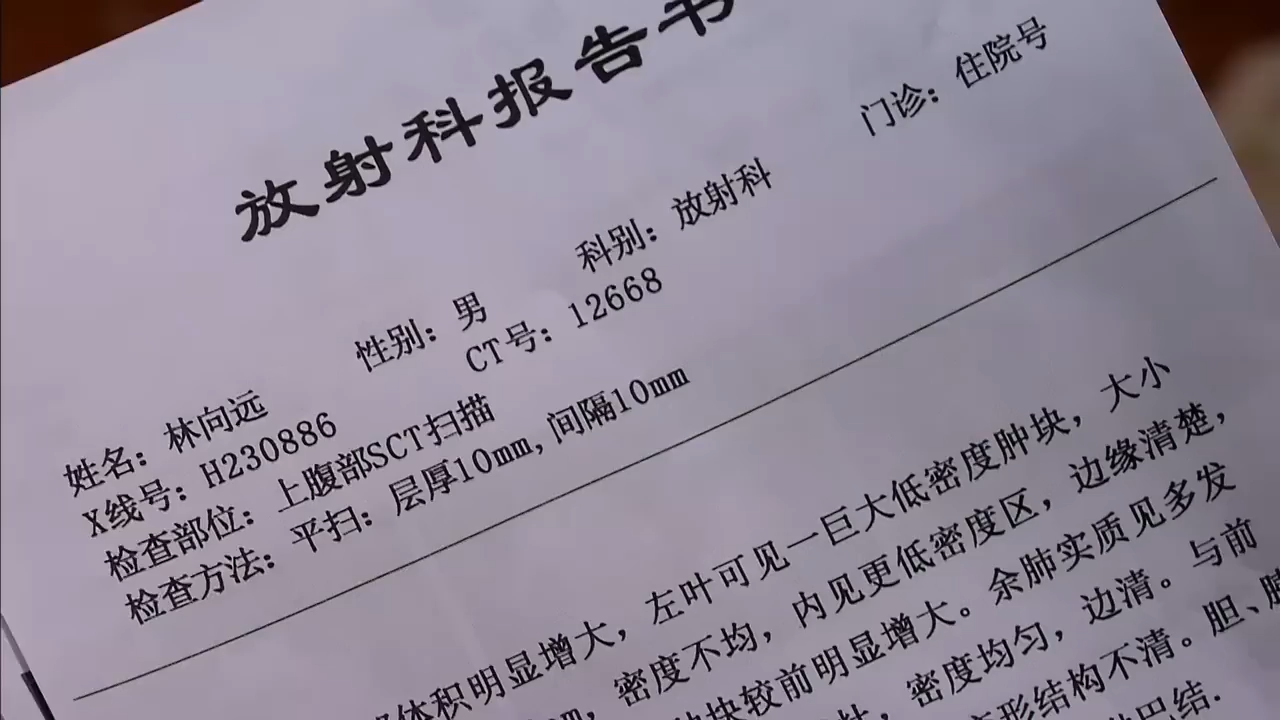 放射科报告书
门诊：住院号
性别：男 科别：放射科
姓名：林向远 CT号：12668
X线号：H230886
检查部位：上腹部SCT扫描
检查方法：平扫：层厚10mm,间隔10mm
体积明显增大，左叶可见一巨大低密度肿块，大小
密度不均，内见更低密度区，边缘清楚，
块较前明显增大。余肺实质见多发
，密度均匀，边清。与前
形结构不清。胆、
巴结.